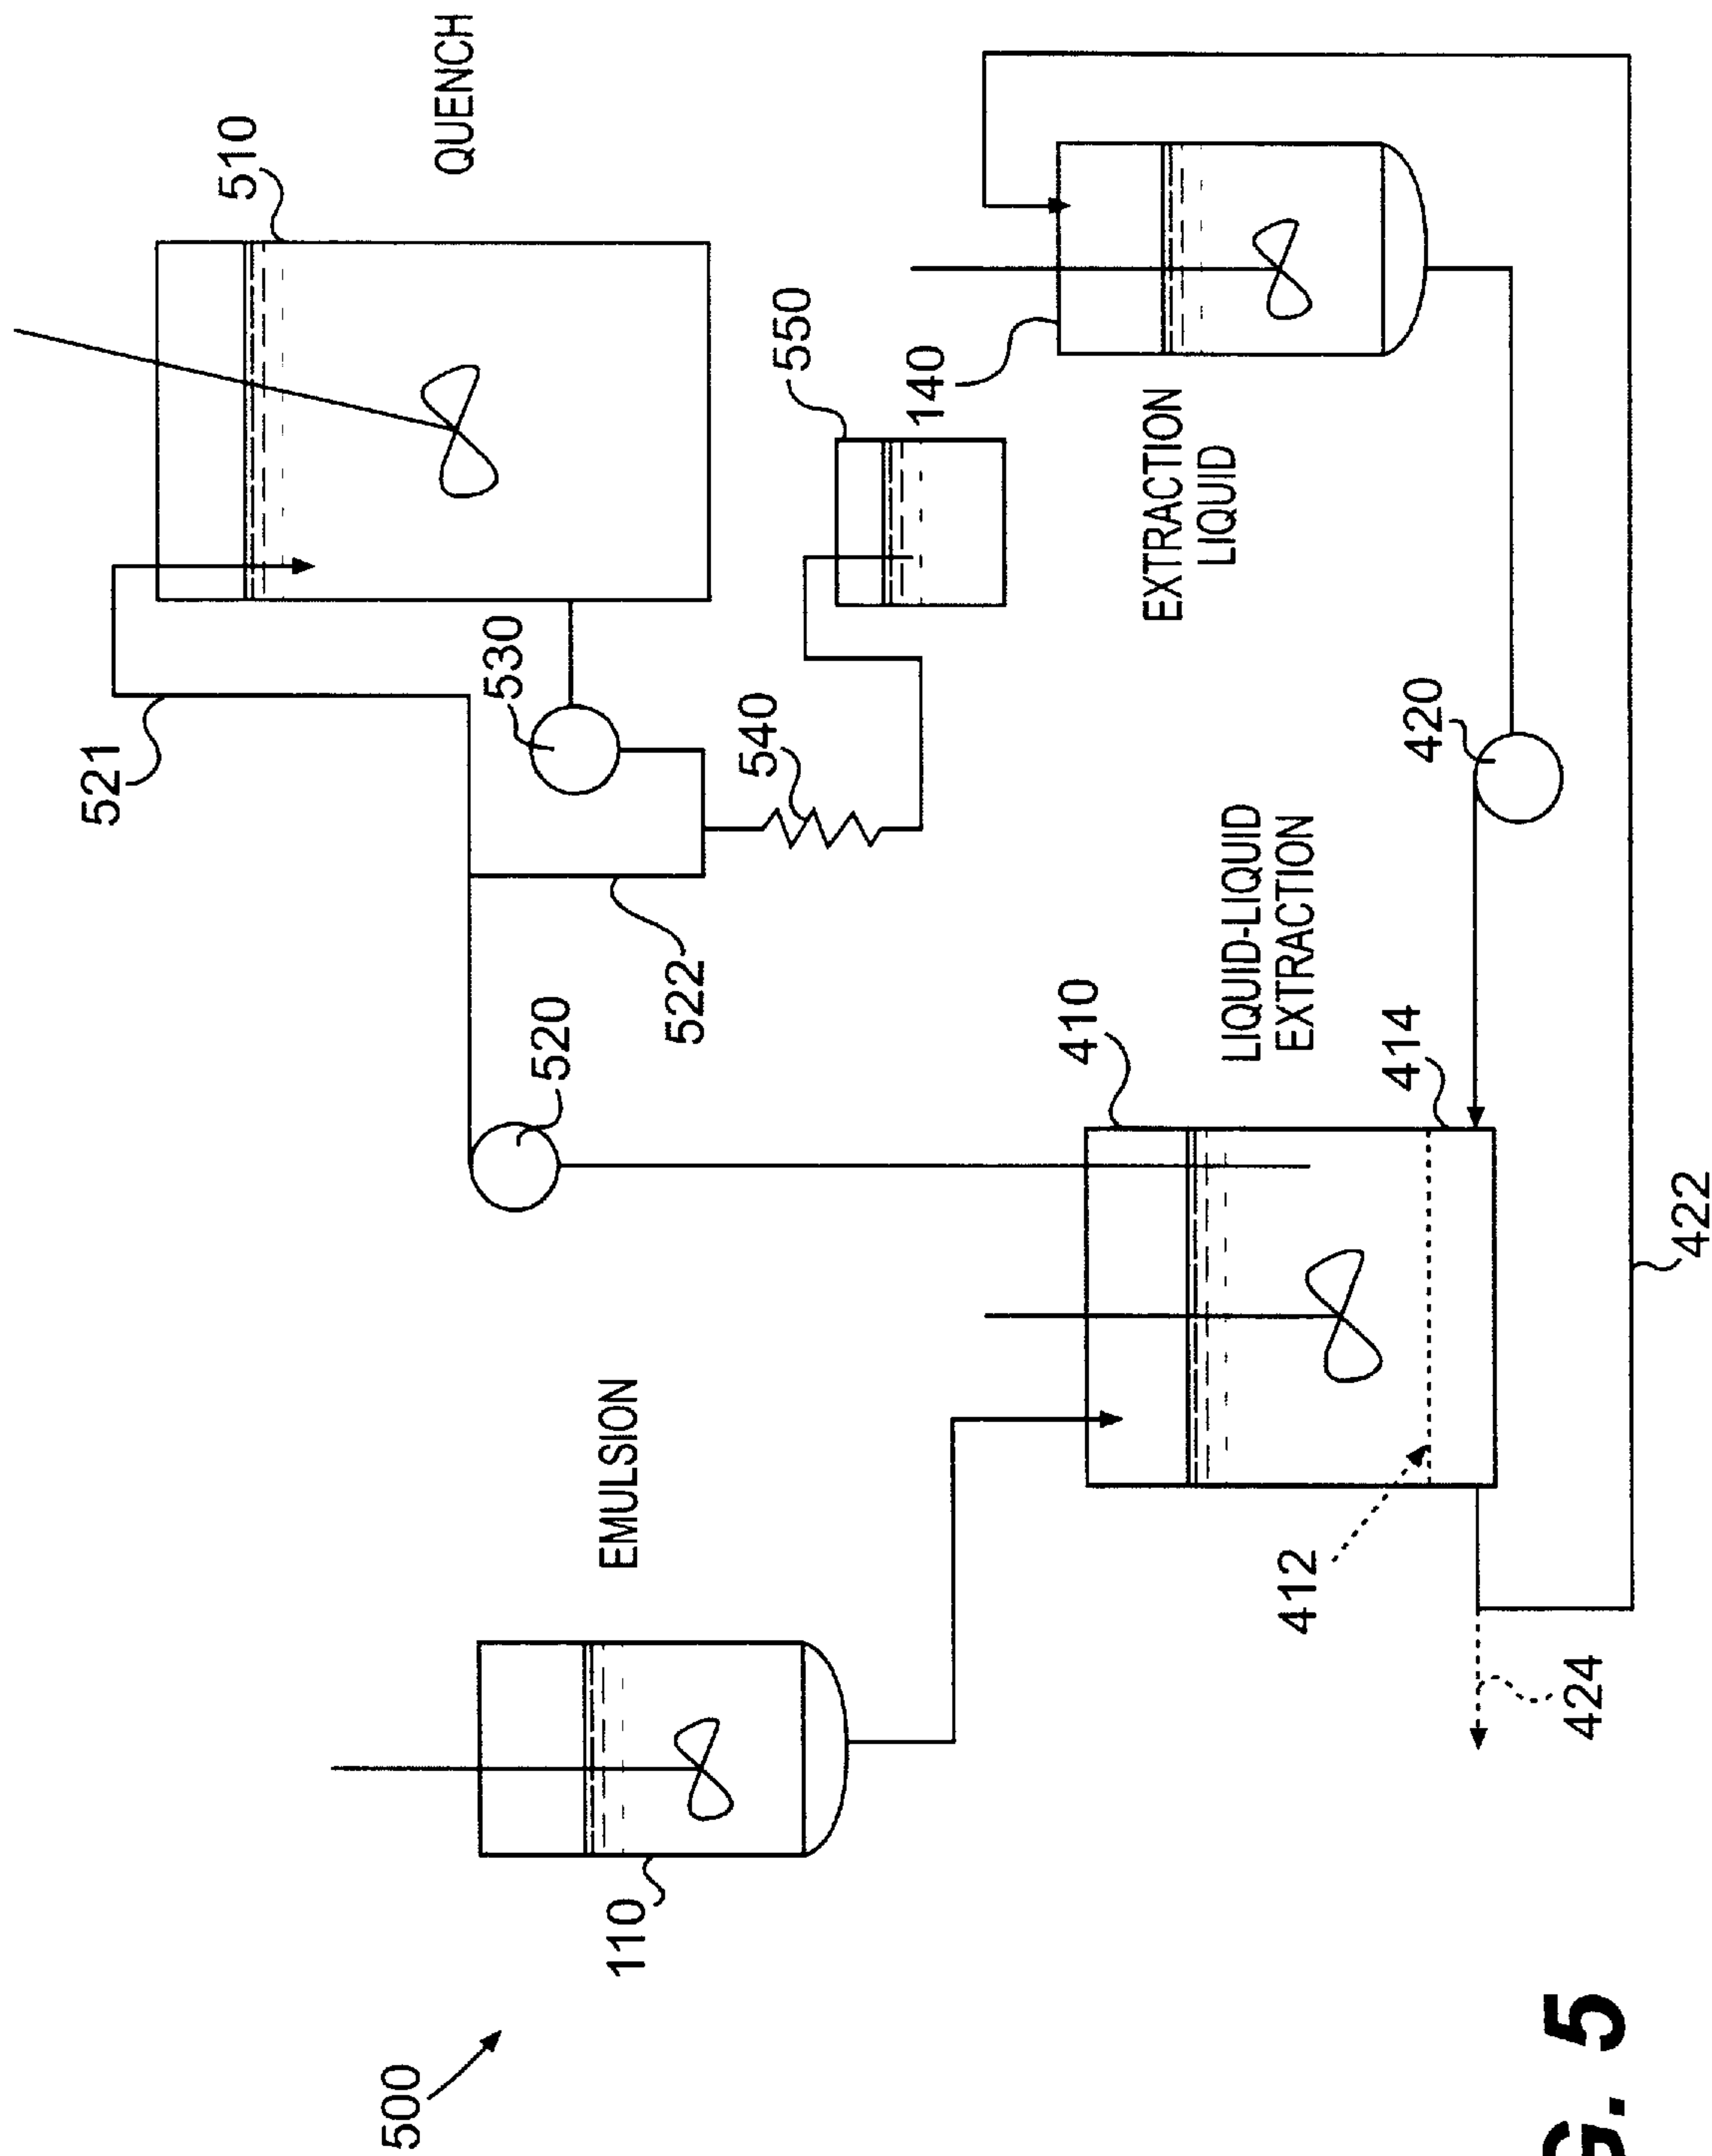 521
510
500
QUENCH
530
520
EMULSION
110
522
540
550
140
410
EXTRACTION
LIQUID
LIQUID-LIQUID
EXTRACTION
412
414
420
424
G. 5
422